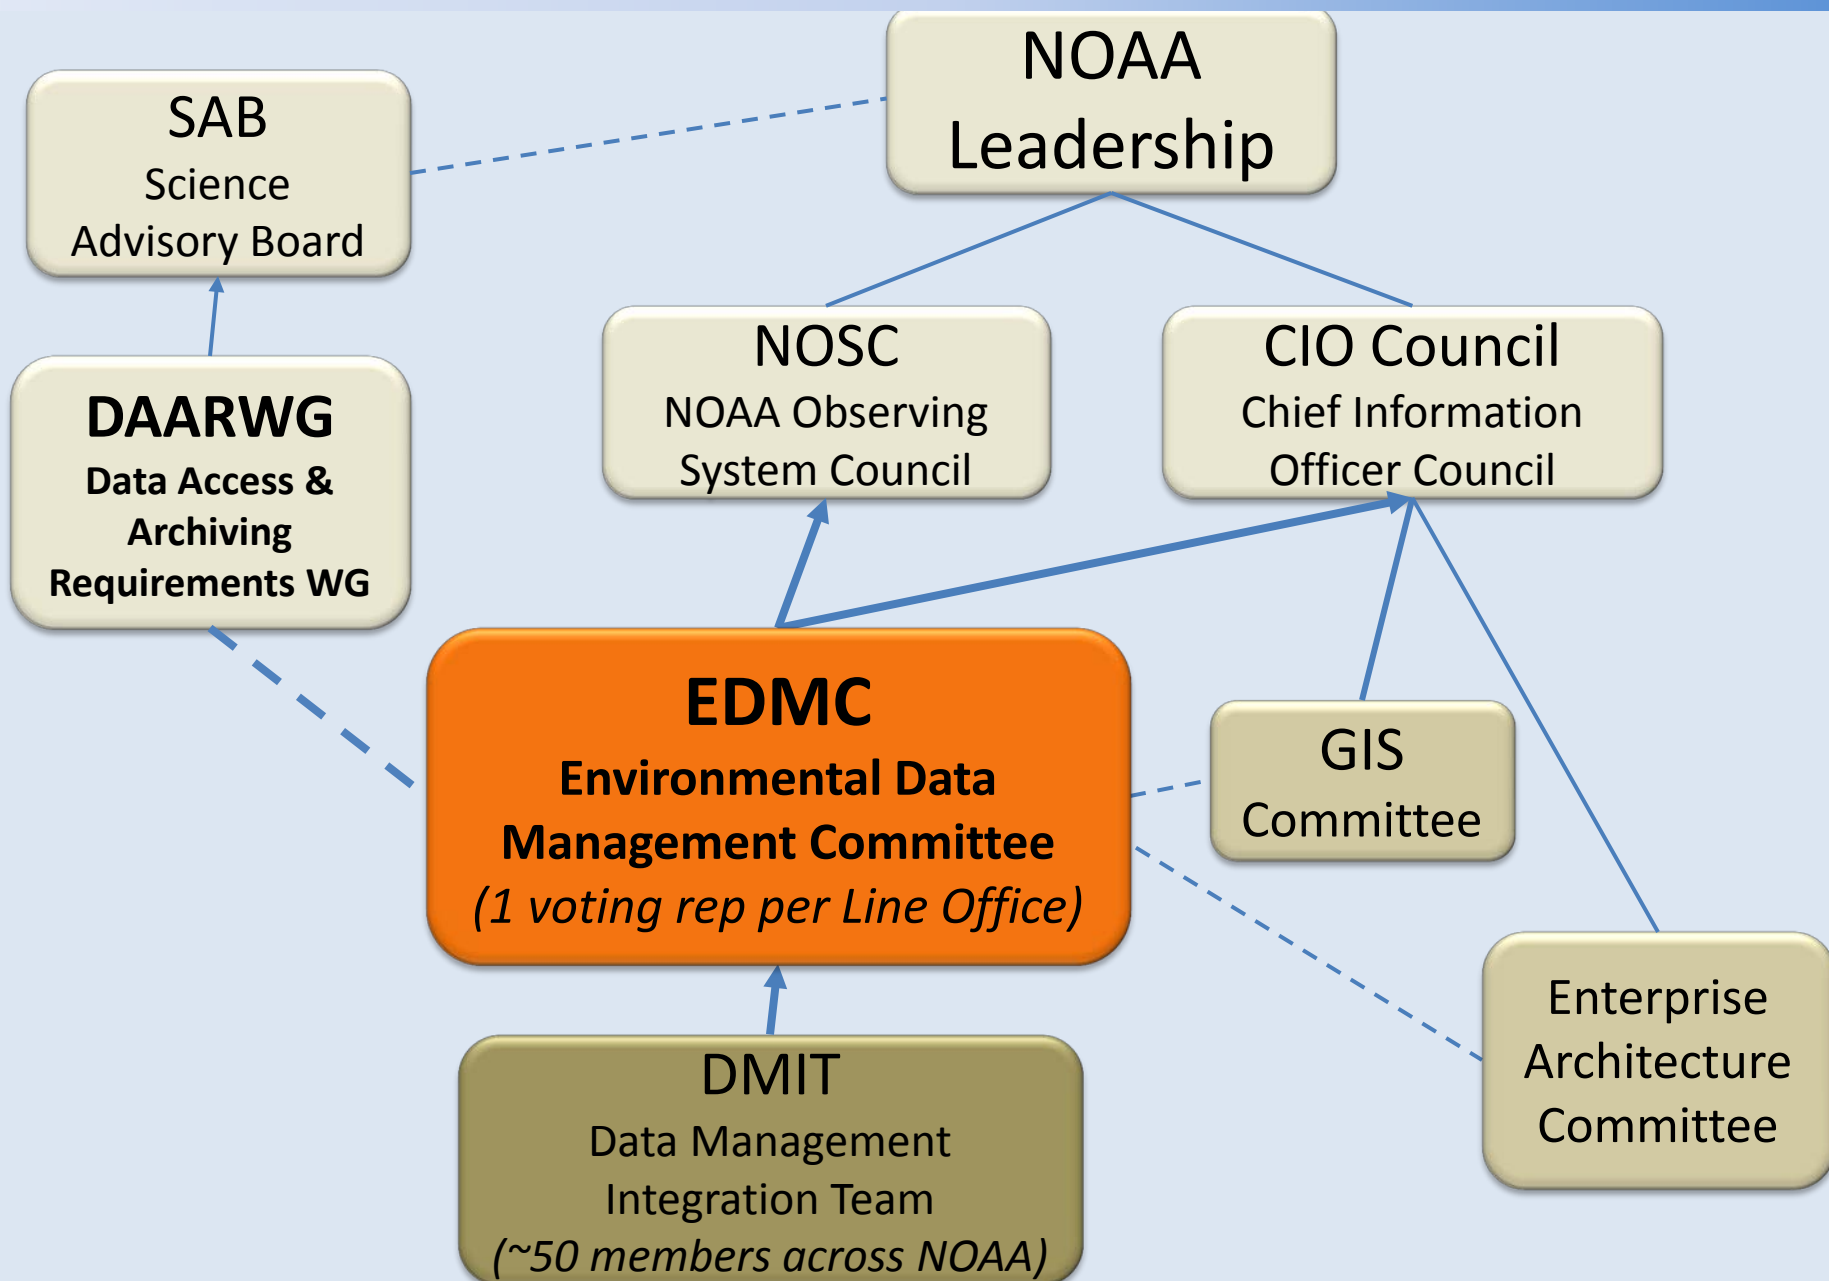 NOAA
Leadership
SAB
Science
Advisory Board
NOSC
NOAA Observing
System Council
CIO Council
Chief Information
Officer Council
DAARWG
Data Access &
Archiving
Requirements WG
EDMC
Environmental Data
Management Committee
(1 voting rep per Line Office)
GIS
Committee
Enterprise
Architecture
Committee
DMIT
Data Management
Integration Team
(~50 members across NOAA)